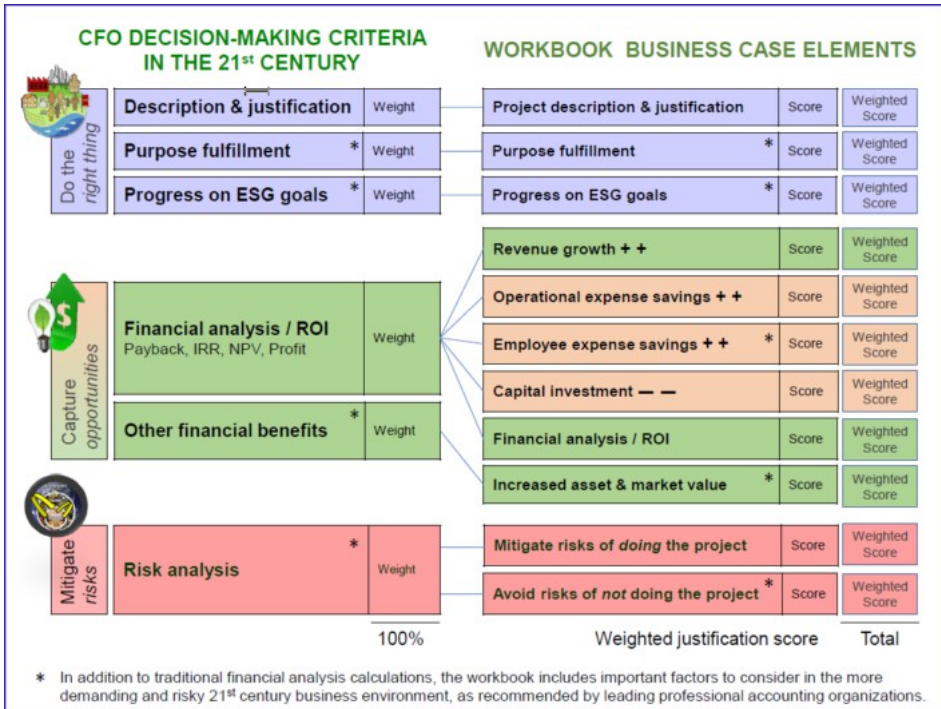 CFO DECISION-MAKING CRITERIA
IN THE 21st CENTURY
WORKBOOK BUSINESS CASE ELEMENTS
Do the
right thing
Description & justification
Weight
Project description & justification
Score
Weighted
Score
Purpose fulfillment *
Weight
Purpose fulfillment *
Score
Weighted
Score
Progress on ESG goals *
Weight
Progress on ESG goals *
Score
Weighted
Score
Capture
opportunities
$
Financial analysis / ROI
Payback, IRR, NPV, Profit
Weight
Other financial benefits *
Weight
Revenue growth + +
Score
Weighted
Score
Operational expense savings + +
Score
Weighted
Score
Employee expense savings + + *
Score
Weighted
Score
Capital investment — —
Score
Weighted
Score
Financial analysis / ROI
Score
Weighted
Score
Increased asset & market value *
Score
Weighted
Score
Mitigate
risks
Risk analysis *
Weight
Mitigate risks of doing the project
Score
Weighted
Score
Avoid risks of not doing the project *
Score
Weighted
Score
100%
Weighted justification score
Total
* In addition to traditional financial analysis calculations, the workbook includes important factors to consider in the more
demanding and risky 21st century business environment, as recommended by leading professional accounting organizations.